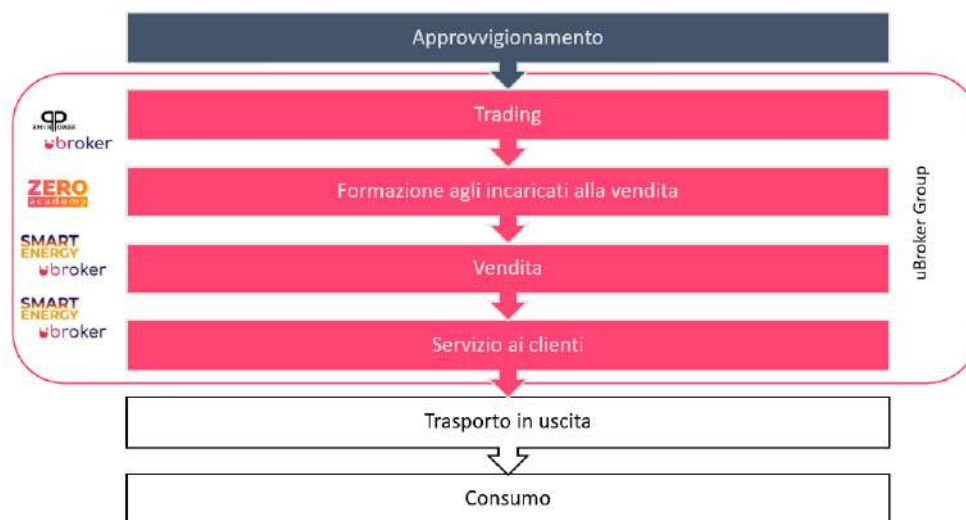 Approvvigionamento
Trading
ubroker
Formazione agli incaricati alla vendita
ZERO
academy
Vendita
SMART
ENERGY
ubroker
Servizio ai clienti
SMART
ENERGY
ubroker
uBroker Group
Trasporto in uscita
Consumo